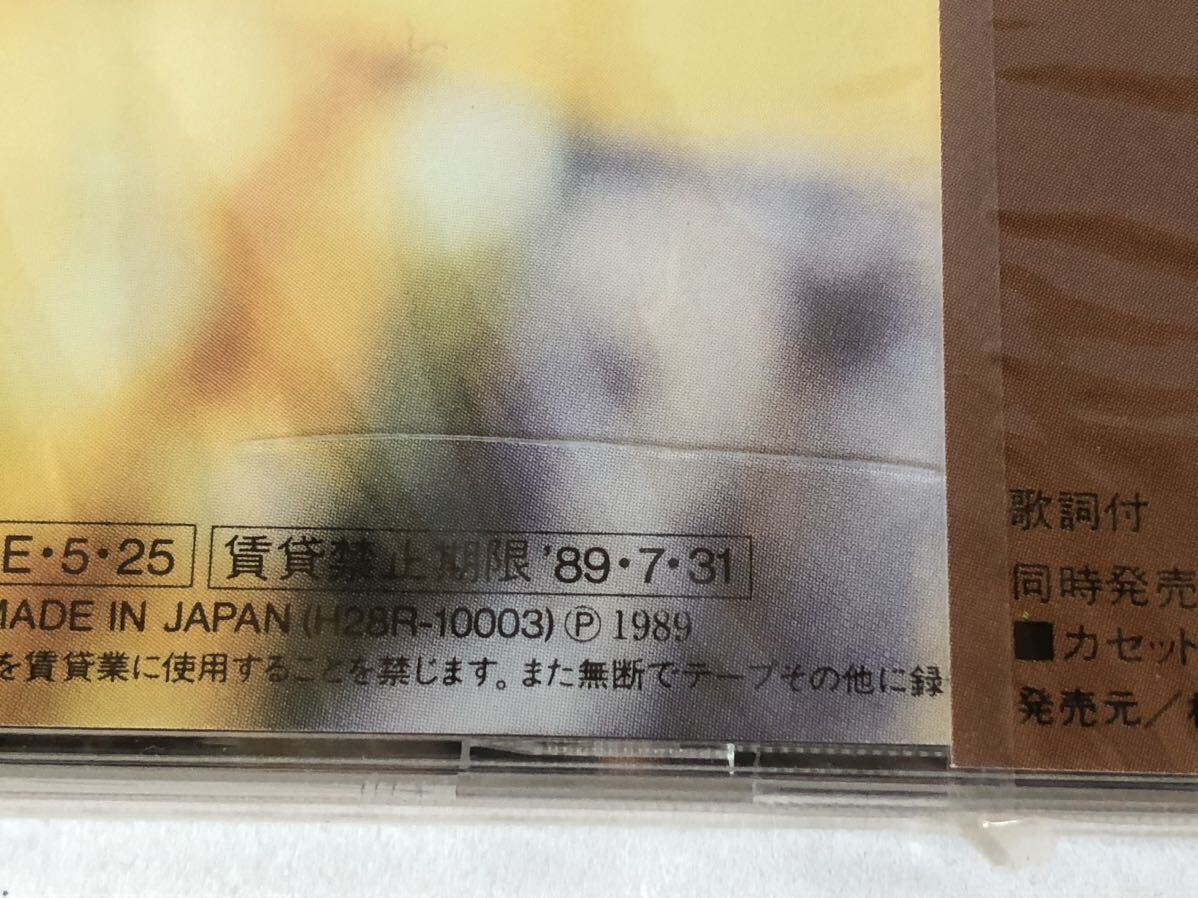 E・5・25 賃貸禁止期限 '89・7・31
MADE IN JAPAN (H28R-10003) Ⓟ 1989
を賃貸業に使用することを禁じます。また無断でテープその他に録
歌詞付
同時発売
■カセット
発売元／